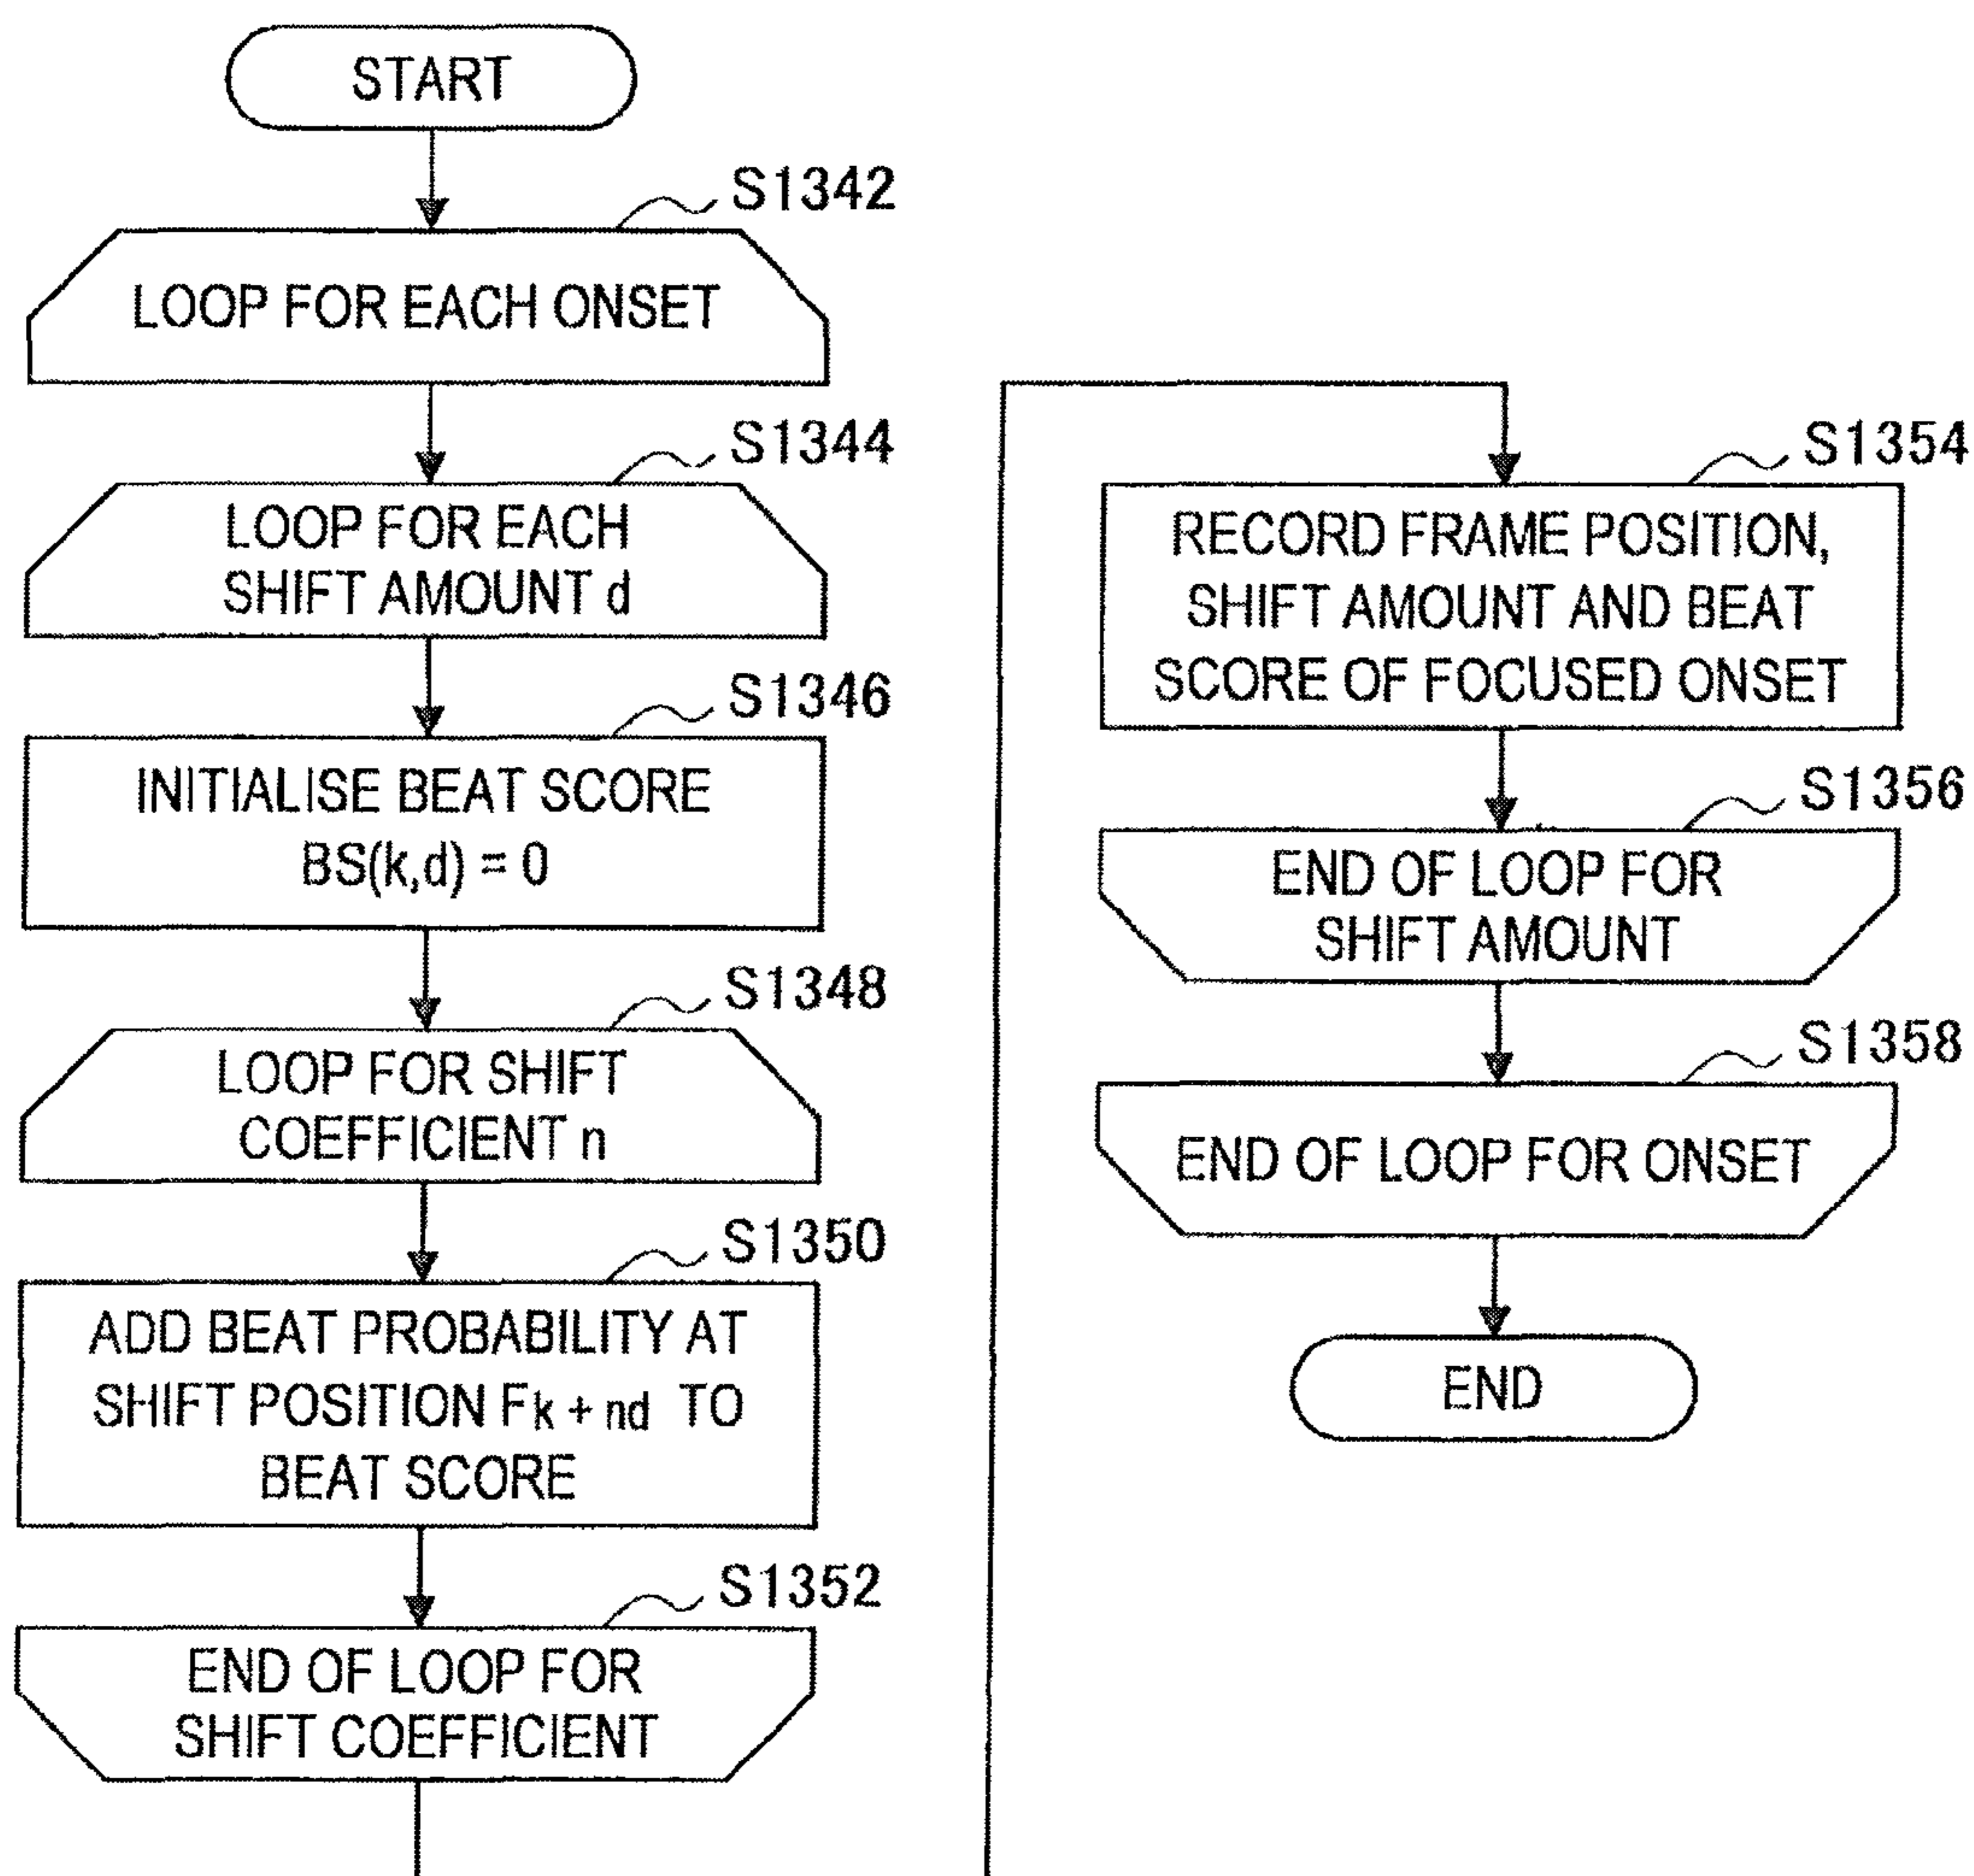 START
S1342
LOOP FOR EACH ONSET
S1344
LOOP FOR EACH
SHIFT AMOUNT d
S1346
INITIALISE BEAT SCORE
BS(k,d) = 0
S1348
LOOP FOR SHIFT
COEFFICIENT n
S1350
ADD BEAT PROBABILITY AT
SHIFT POSITION Fk + nd TO
BEAT SCORE
S1352
END OF LOOP FOR
SHIFT COEFFICIENT
S1354
RECORD FRAME POSITION,
SHIFT AMOUNT AND BEAT
SCORE OF FOCUSED ONSET
S1356
END OF LOOP FOR
SHIFT AMOUNT
S1358
END OF LOOP FOR ONSET
END